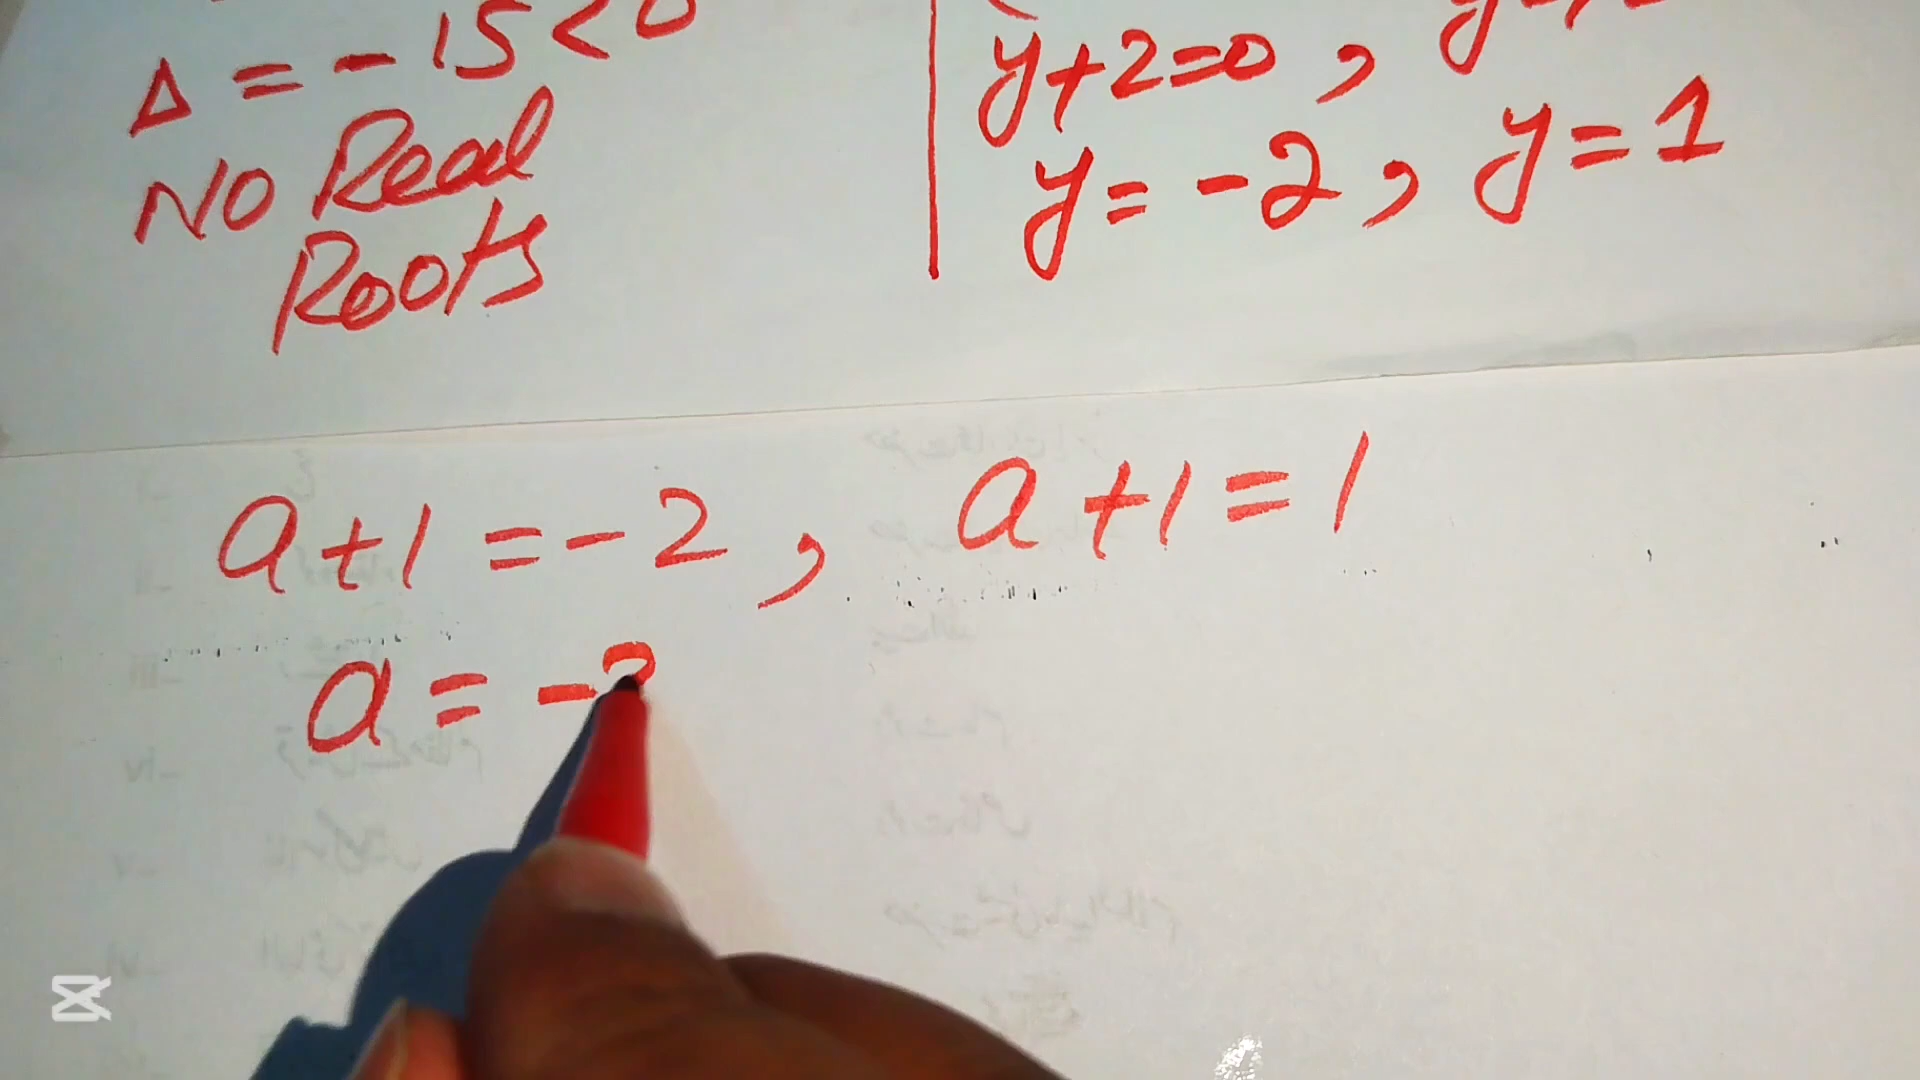 Δ = -15<0
No Real
Roots
y+2=0 ,
y= -2 , y=1
a+1=-2 , a+1=1
a = -